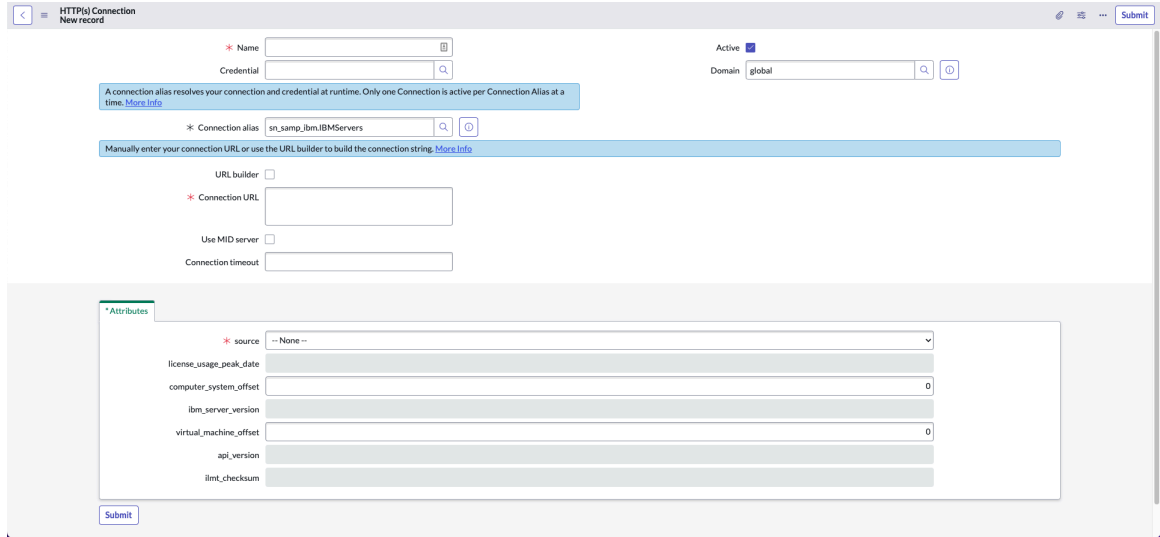 HTTP(s) Connection
New record
Submit
* Name
Active
Credential
Domain global
A connection alias resolves your connection and credential at runtime. Only one Connection is active per Connection Alias at a
time. More Info
* Connection alias sn_samp_ibm.IBMServers
Manually enter your connection URL or use the URL builder to build the connection string. More Info
URL builder
* Connection URL
Use MID server
Connection timeout
* Attributes
* source -- None --
license_usage_peak_date
computer_system_offset 0
ibm_server_version
virtual_machine_offset 0
api_version
ilmt_checksum
Submit